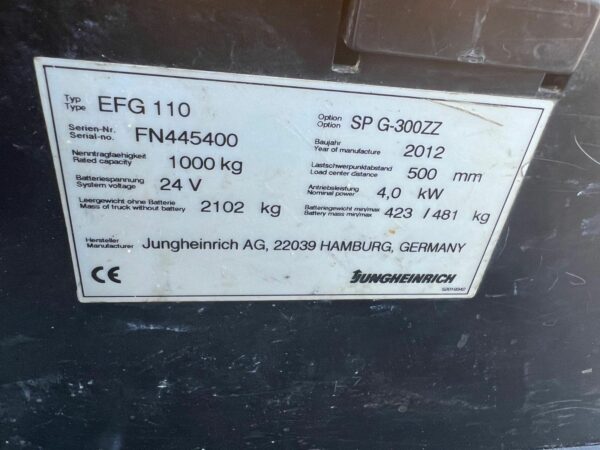 Typ
Type EFG 110
Option
Option SP G-300ZZ
Serien-Nr.
Serial-no. FN445400
Baujahr
Year of manufacture 2012
Nenntragfaehigkeit
Rated capacity 1000 kg
Lastschwerpunktabstand
Load center distance 500 mm
Batteriespannung
System voltage 24 V
Antriebsleistung
Nominal power 4,0 kW
Leergewicht ohne Batterie
Mass of truck without battery 2102 kg
Batteriegewicht min/max
Battery mass min/max 423 / 481 kg
Hersteller
Manufacturer Jungheinrich AG, 22039 HAMBURG, GERMANY
CE
JUNGHEINRICH